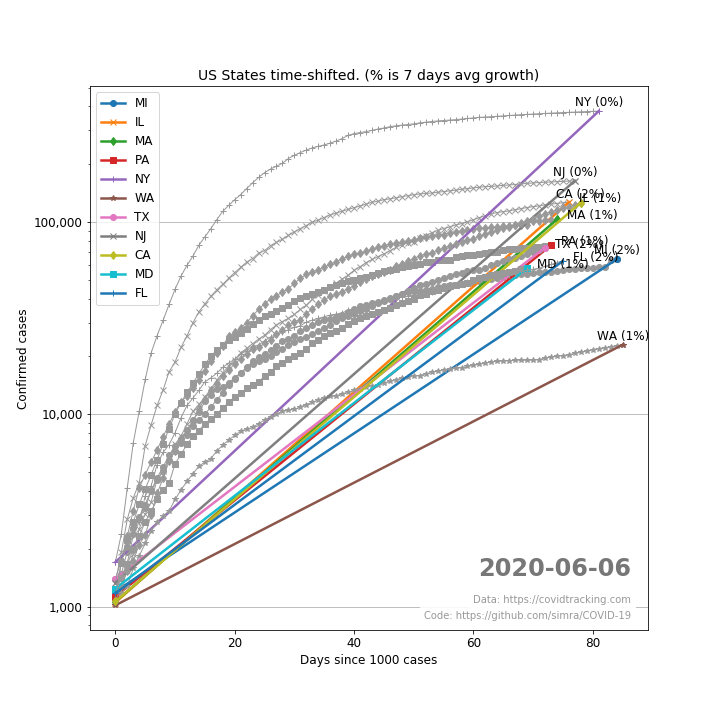 US States time-shifted. (% is 7 days avg growth)
MI
IL
MA
PA
NY
WA
TX
NJ
CA
MD
FL
NY (0%)
NJ (0%)
CA (2%)
IL (1%)
MA (1%)
PA (1%)
TX (2%)
MI (2%)
FL (2%)
MD (1%)
WA (1%)
100,000
10,000
1,000
Confirmed cases
2020-06-06
Data: https://covidtracking.com
Code: https://github.com/simra/COVID-19
0 20 40 60 80
Days since 1000 cases